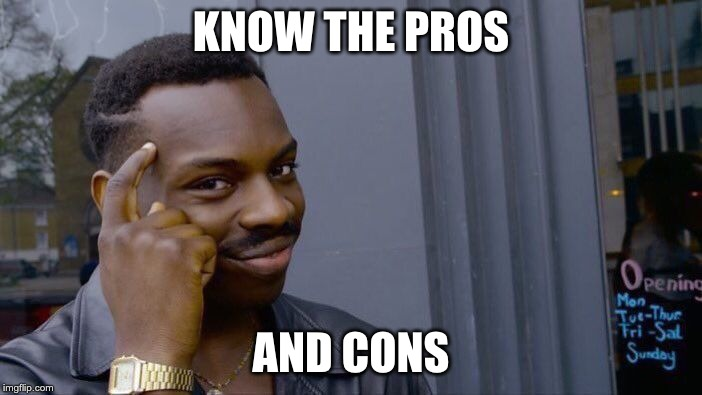 KNOW THE PROS
Opening
Mon
Tue-Thur
Fri-Sat
Sunday
AND CONS
imgflip.com